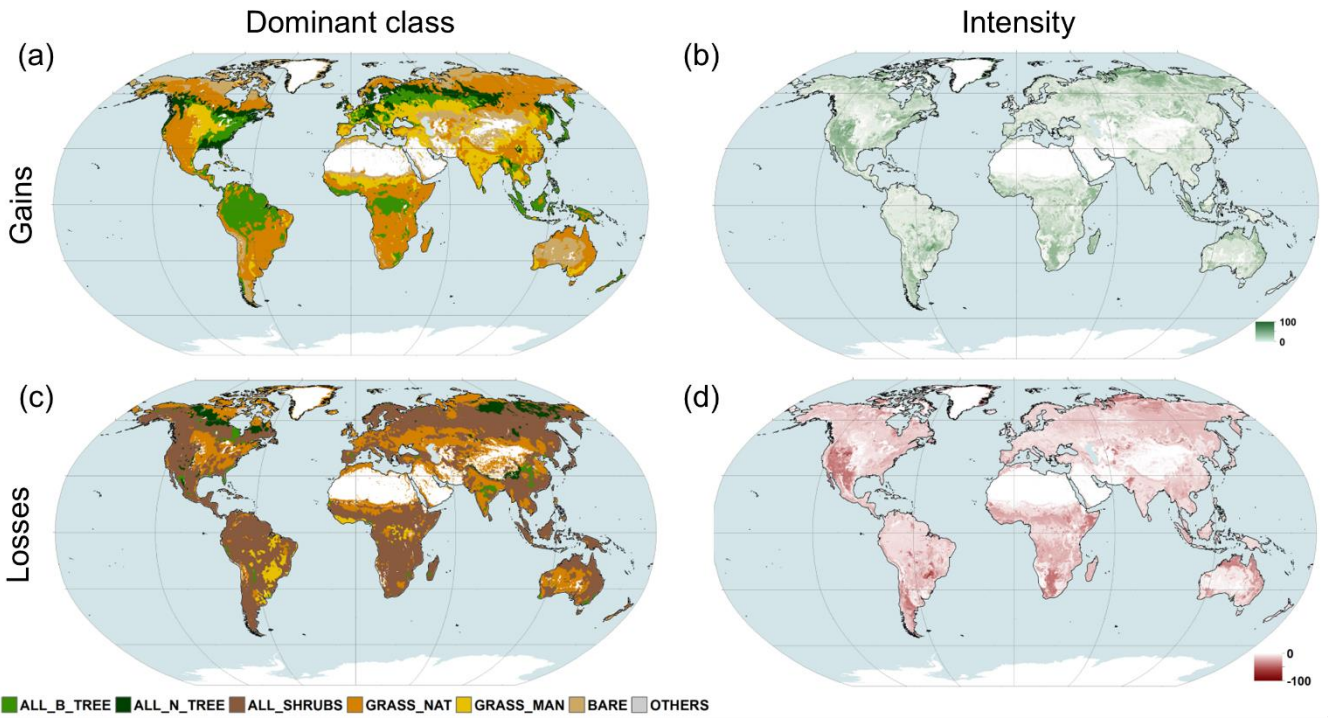 Dominant class
Intensity
(a)
(b)
Gains
100
0
(c)
(d)
Losses
0
-100
ALL_B_TREE ALL_N_TREE ALL_SHRUBS GRASS_NAT GRASS_MAN BARE OTHERS